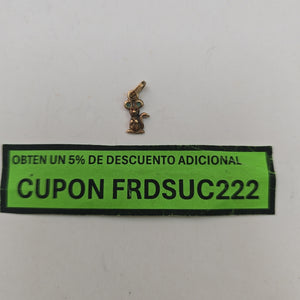 OBTEN UN 5% DE DESCUENTO ADICIONAL
CUPON FRDSUC222